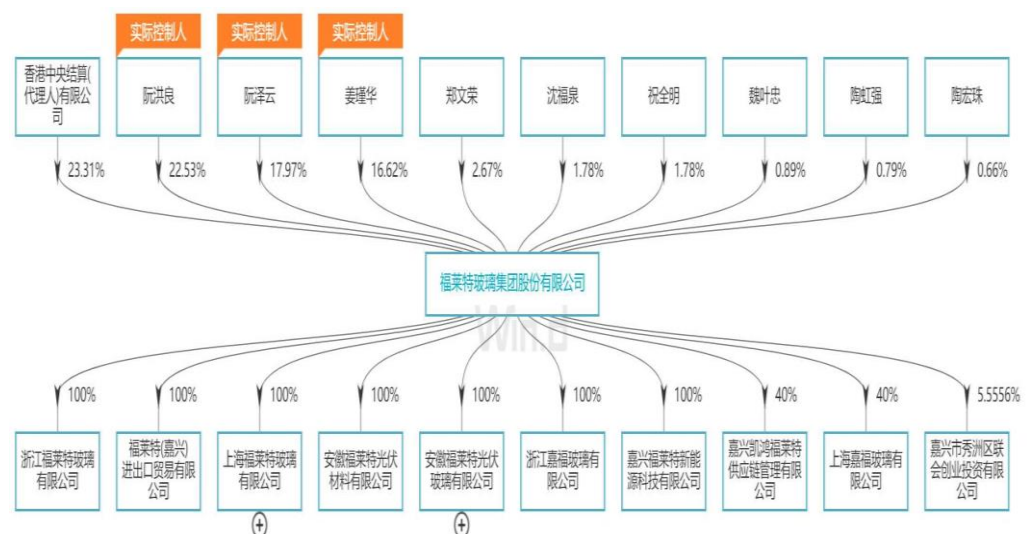 实际控制人
实际控制人
实际控制人
香港中央结算(
代理人)有限公
司
阮洪良
阮泽云
姜瑾华
郑文荣
沈福泉
祝全明
魏叶忠
陶虹强
陶宏珠
23.31%
22.53%
17.97%
16.62%
2.67%
1.78%
1.78%
0.89%
0.79%
0.66%
福莱特玻璃集团股份有限公司
Win.d
100%
100%
100%
100%
100%
100%
100%
40%
40%
5.5556%
浙江福莱特玻璃
有限公司
福莱特(嘉兴)
进出口贸易有限
公司
上海福莱特玻璃
有限公司
安徽福莱特光伏
材料有限公司
安徽福莱特光伏
玻璃有限公司
浙江嘉福玻璃有
限公司
嘉兴福莱特新能
源科技有限公司
嘉兴凯鸿福莱特
供应链管理有限
公司
上海嘉福玻璃有
限公司
嘉兴市秀洲区联
会创业投资有限
公司